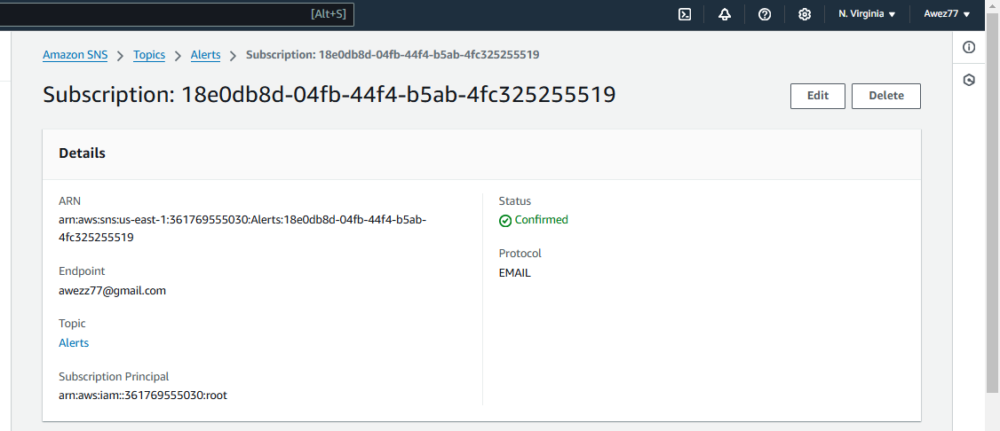 [Alt+S]
N. Virginia
Awez77
Amazon SNS > Topics > Alerts > Subscription: 18e0db8d-04fb-44f4-b5ab-4fc325255519
Subscription: 18e0db8d-04fb-44f4-b5ab-4fc325255519
Edit
Delete
Details
ARN
arn:aws:sns:us-east-1:361769555030:Alerts:18e0db8d-04fb-44f4-b5ab-
4fc325255519
Endpoint
awezz77@gmail.com
Topic
Alerts
Subscription Principal
arn:aws:iam::361769555030:root
Status
Confirmed
Protocol
EMAIL